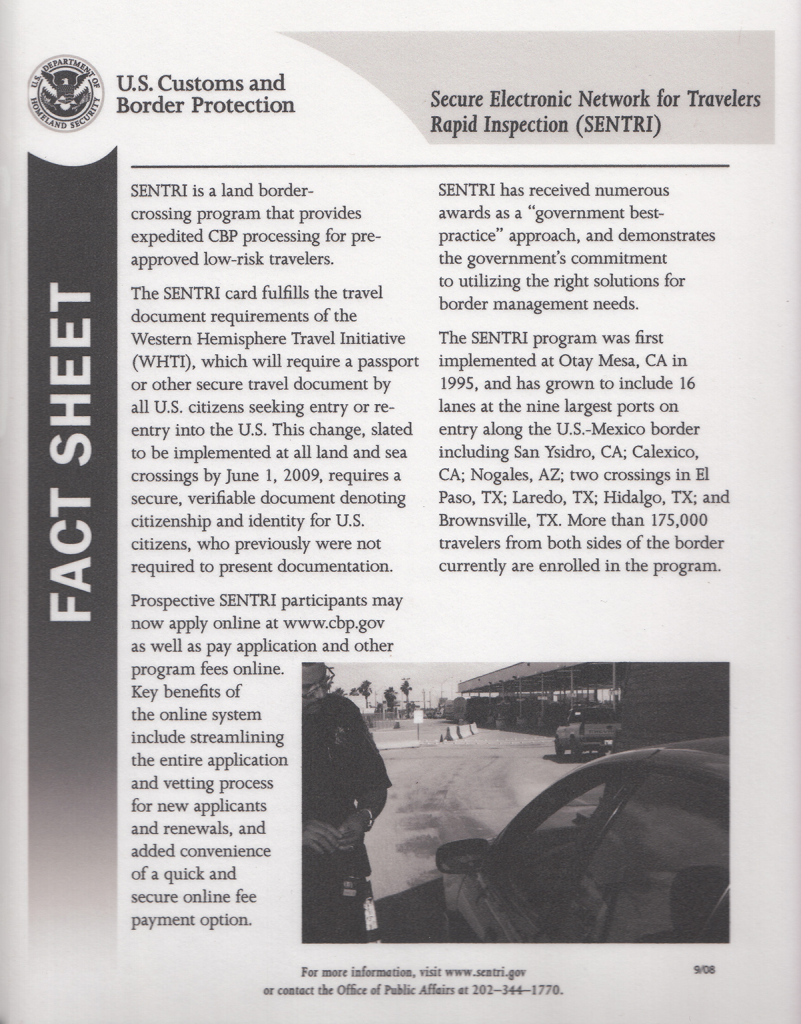 U.S. DEPARTMENT OF
HOMELAND SECURITY
U.S. Customs and
Border Protection
Secure Electronic Network for Travelers
Rapid Inspection (SENTRI)
FACT SHEET
SENTRI is a land border-
crossing program that provides
expedited CBP processing for pre-
approved low-risk travelers.
The SENTRI card fulfills the travel
document requirements of the
Western Hemisphere Travel Initiative
(WHTI), which will require a passport
or other secure travel document by
all U.S. citizens seeking entry or re-
entry into the U.S. This change, slated
to be implemented at all land and sea
crossings by June 1, 2009, requires a
secure, verifiable document denoting
citizenship and identity for U.S.
citizens, who previously were not
required to present documentation.
Prospective SENTRI participants may
now apply online at www.cbp.gov
as well as pay application and other
program fees online.
Key benefits of
the online system
include streamlining
the entire application
and vetting process
for new applicants
and renewals, and
added convenience
of a quick and
secure online fee
payment option.
SENTRI has received numerous
awards as a “government best-
practice” approach, and demonstrates
the government’s commitment
to utilizing the right solutions for
border management needs.
The SENTRI program was first
implemented at Otay Mesa, CA in
1995, and has grown to include 16
lanes at the nine largest ports on
entry along the U.S.-Mexico border
including San Ysidro, CA; Calexico,
CA; Nogales, AZ; two crossings in El
Paso, TX; Laredo, TX; Hidalgo, TX; and
Brownsville, TX. More than 175,000
travelers from both sides of the border
currently are enrolled in the program.
For more information, visit www.sentri.gov
or contact the Office of Public Affairs at 202–344–1770.
9/08